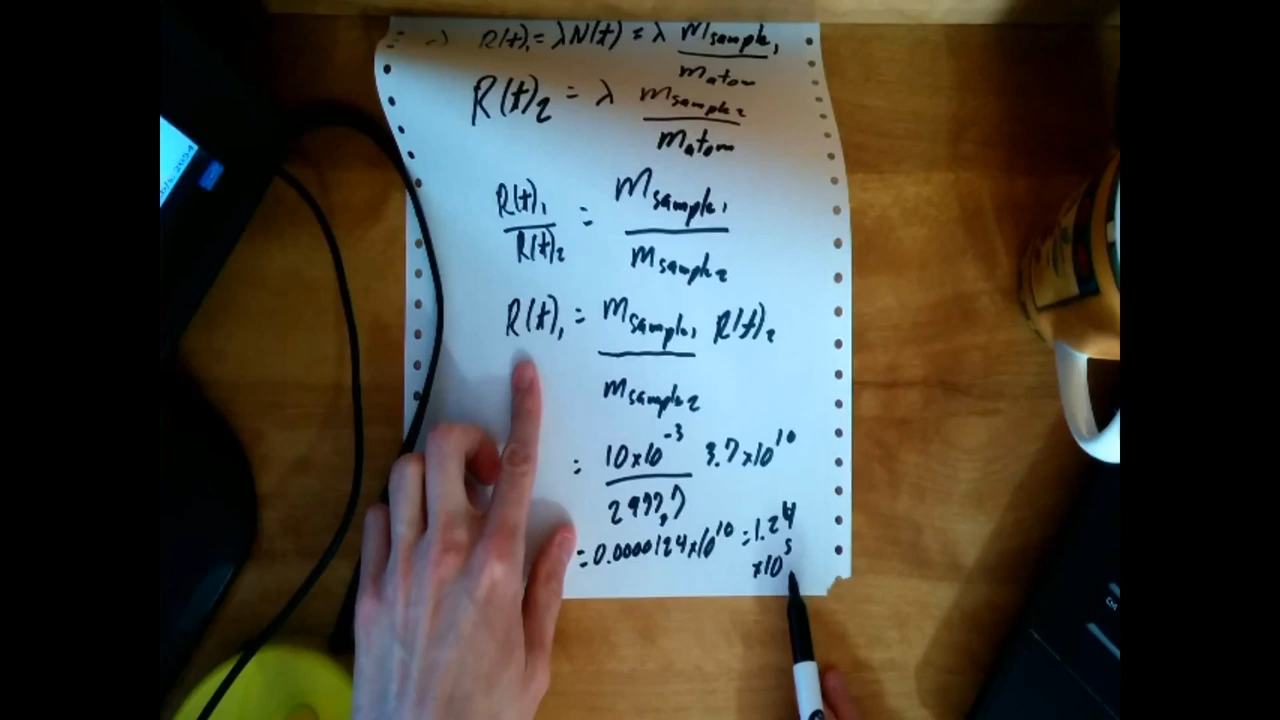 → R(t)₁ = λN(t) = λ m_sample₁ / m_atom
R(t)₂ = λ m_sample₂ / m_atom
R(t)₁ / R(t)₂ = m_sample₁ / m_sample₂
R(t)₁ = m_sample₁ / m_sample₂ R(t)₂
= 10×10⁻³ / 2977.7 3.7×10¹⁰
= 0.0000124×10¹⁰ = 1.24
×10⁵